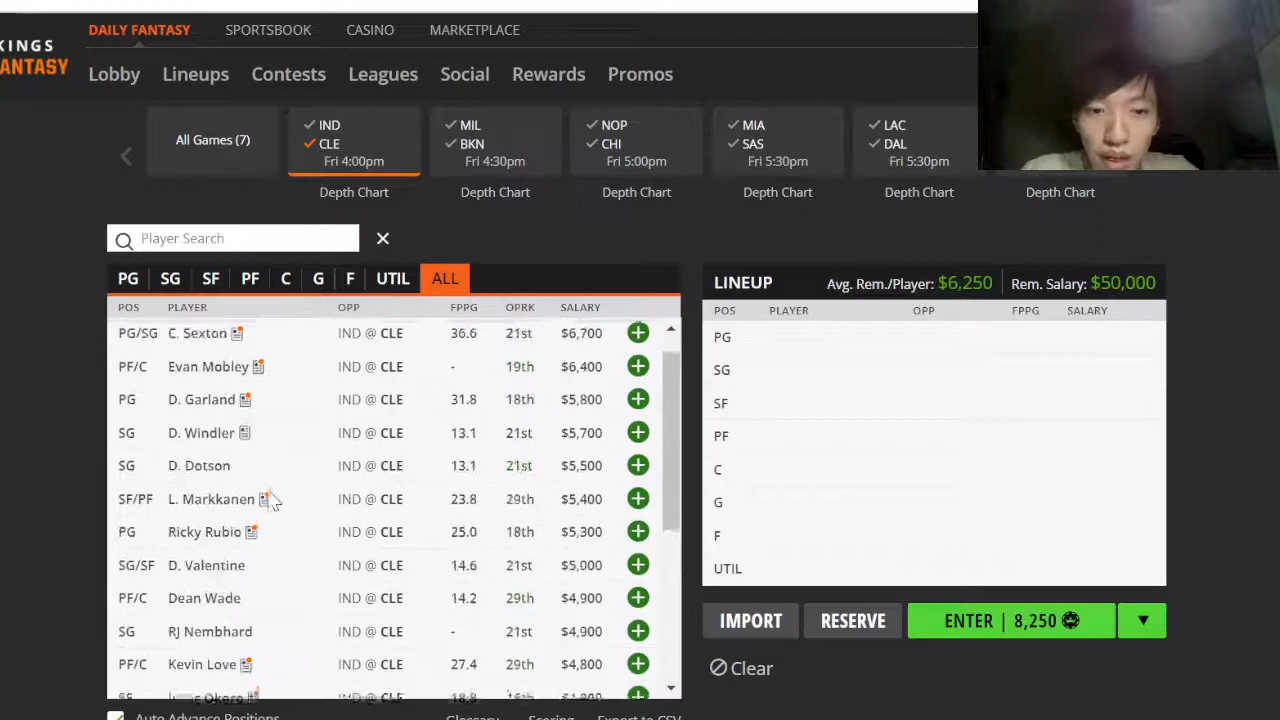 KINGS
FANTASY
DAILY FANTASY SPORTSBOOK CASINO MARKETPLACE
Lobby Lineups Contests Leagues Social Rewards Promos
All Games (7)
IND
CLE
Fri 4:00pm
Depth Chart
MIL
BKN
Fri 4:30pm
Depth Chart
NOP
CHI
Fri 5:00pm
Depth Chart
MIA
SAS
Fri 5:30pm
Depth Chart
LAC
DAL
Fri 5:30pm
Depth Chart
Depth Chart
Player Search
PG SG SF PF C G F UTIL ALL
POS PLAYER OPP FPPG OPRK SALARY
PG/SG C. Sexton IND @ CLE 36.6 21st $6,700
PF/C Evan Mobley IND @ CLE - 19th $6,400
PG D. Garland IND @ CLE 31.8 18th $5,800
SG D. Windler IND @ CLE 13.1 21st $5,700
SG D. Dotson IND @ CLE 13.1 21st $5,500
SF/PF L. Markkanen IND @ CLE 23.8 29th $5,400
PG Ricky Rubio IND @ CLE 25.0 18th $5,300
SG/SF D. Valentine IND @ CLE 14.6 21st $5,000
PF/C Dean Wade IND @ CLE 14.2 29th $4,900
SG RJ Nembhard IND @ CLE - 21st $4,900
PF/C Kevin Love IND @ CLE 27.4 29th $4,800
IND @ CLE
Auto Advance Positions Glossary Scoring Export to CSV
LINEUP Avg. Rem./Player: $6,250 Rem. Salary: $50,000
POS PLAYER OPP FPPG SALARY
PG
SG
SF
PF
C
G
F
UTIL
IMPORT RESERVE ENTER | 8,250
Clear